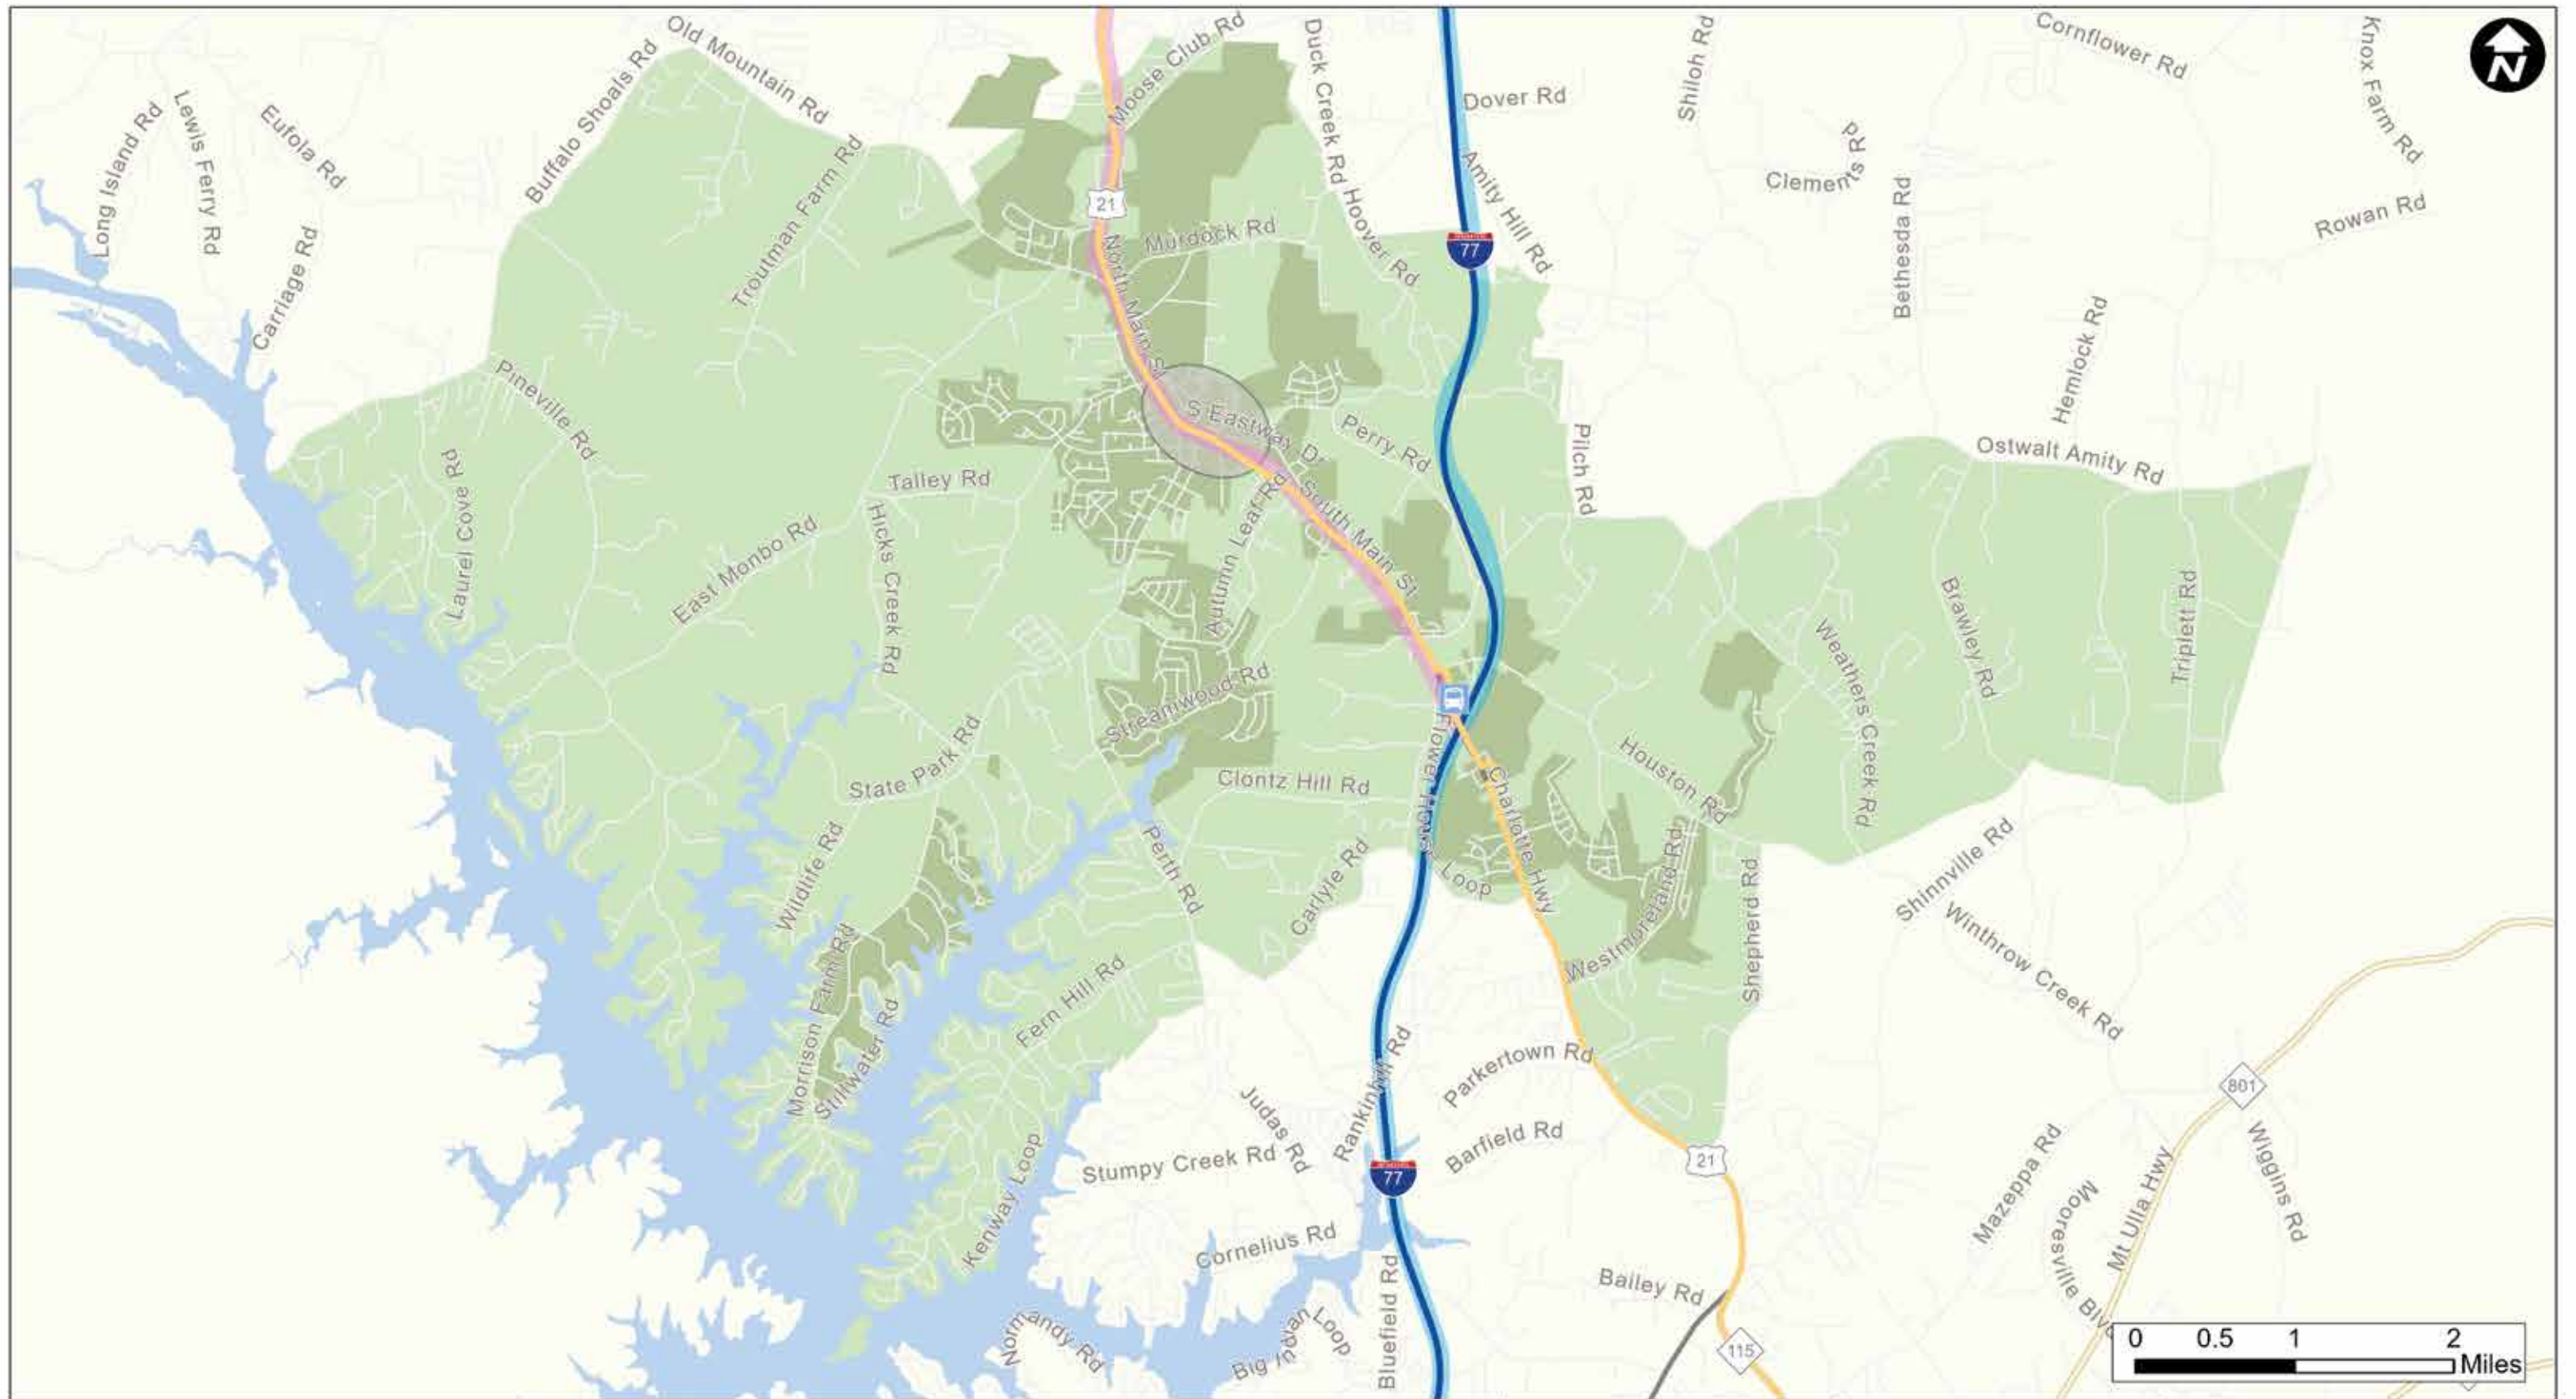 Old Mountain Rd
Moose Club Rd
Duck Creek Rd
Shiloh Rd
Cornflower Rd
Knox Farm Rd
N
Buffalo Shoals Rd
Dover Rd
Long Island Rd
Lewis Ferry Rd
Eufola Rd
Troutman Farm Rd
Clements Rd
Amity Hill Rd
Bethesda Rd
Rowan Rd
21
Murdock Rd
Hoover Rd
77
Carriage Rd
North Main St
Hemlock Rd
Pineville Rd
S Eastway Dr
Perry Rd
Pilch Rd
Ostwalt Amity Rd
Laurel Cove Rd
Talley Rd
East Monbo Rd
Hicks Creek Rd
Autumn Leaf Rd
South Main St
Brawley Rd
Triplett Rd
Weathers Creek Rd
Streamwood Rd
State Park Rd
Clontz Hill Rd
Flower House Loop
Charlotte Hwy
Houston Rd
Wildlife Rd
Perth Rd
Carlyle Rd
Westmoreland Rd
Shepherd Rd
Shinnville Rd
Winthrow Creek Rd
Morrison Farm Rd
Stillwater Rd
Fern Hill Rd
Rankinhill Rd
Parkertown Rd
801
Judas Rd
Barfield Rd
Stumpy Creek Rd
77
21
Kenway Loop
Mazeppa Rd
Mooresville Blvd
Mt Ulla Hwy
Wiggins Rd
Cornelius Rd
Bluefield Rd
Bailey Rd
Normandy Rd
Big Indian Loop
115
0 0.5 1 2
Miles